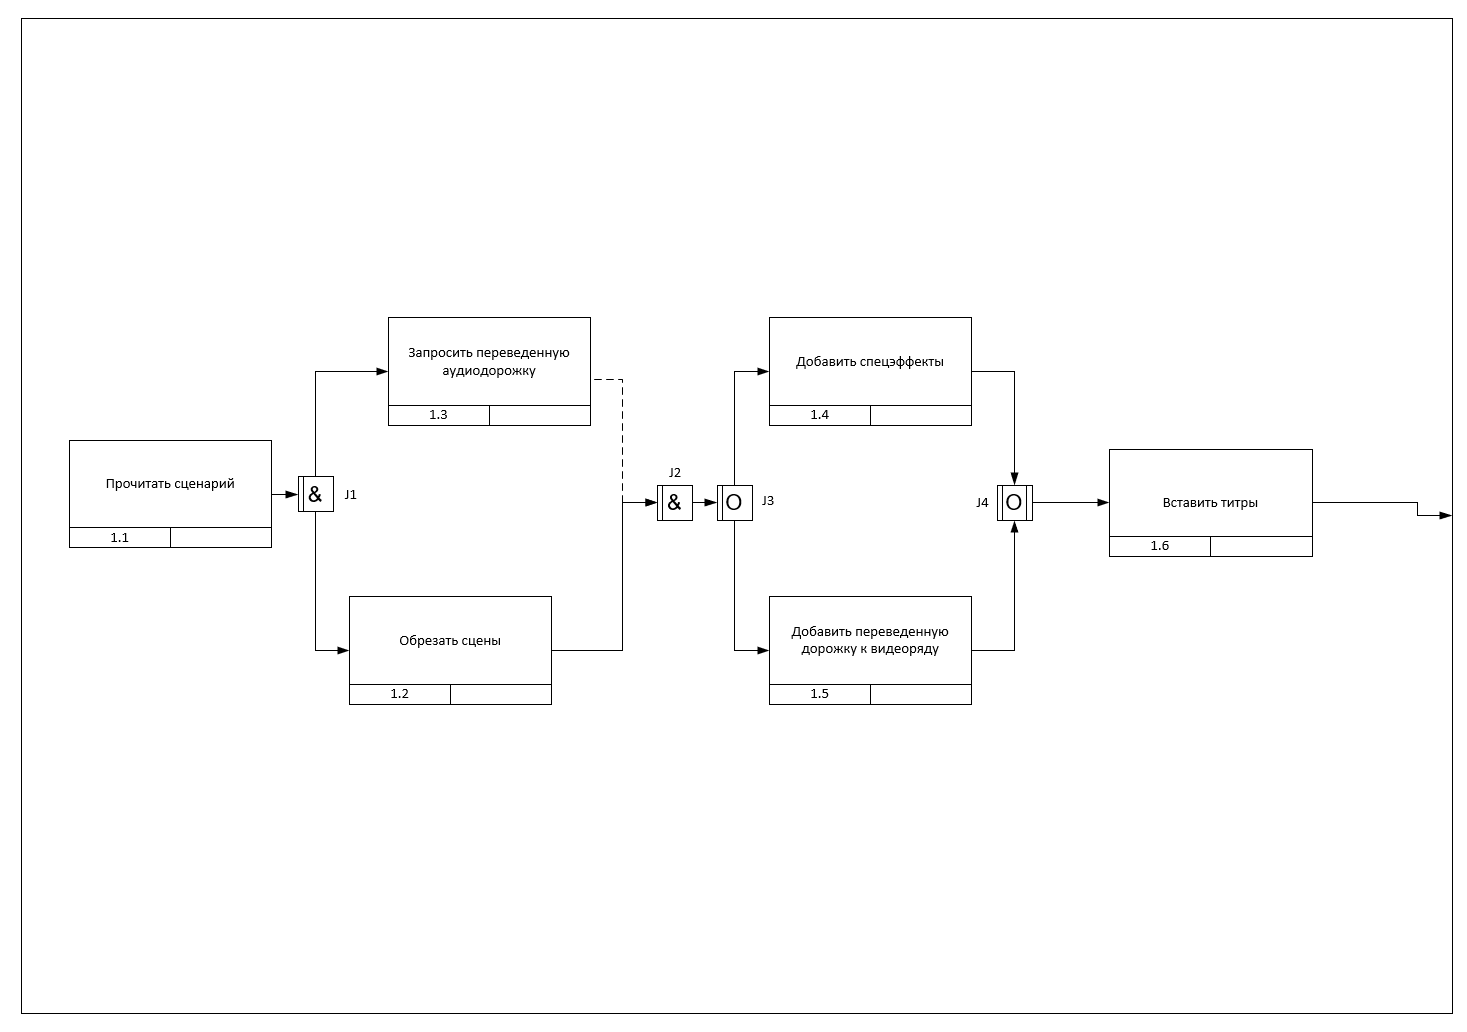 Прочитать сценарий
1.1
&
J1
Запросить переведенную
аудиодорожку
1.3
Обрезать сцены
1.2
J2
&
O
J3
Добавить спецэффекты
1.4
Добавить переведенную
дорожку к видеоряду
1.5
J4
O
Вставить титры
1.6